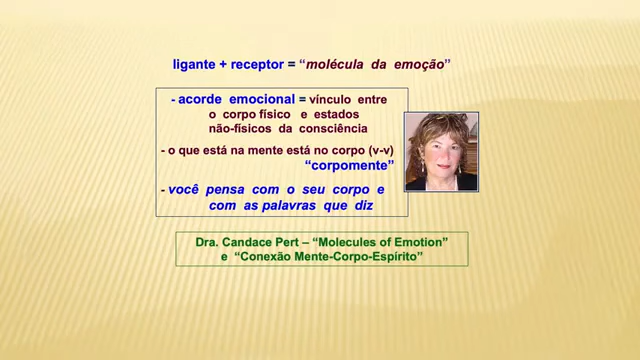 ligante + receptor = “molécula da emoção”
- acorde emocional = vínculo entre
o corpo físico e estados
não-físicos da consciência
- o que está na mente está no corpo (v-v)
“corpomente”
- você pensa com o seu corpo e
com as palavras que diz
Dra. Candace Pert – “Molecules of Emotion”
e “Conexão Mente-Corpo-Espírito”